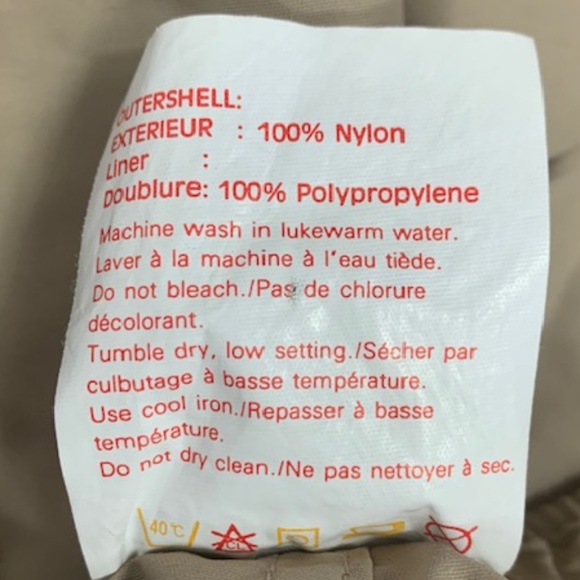 OUTERSHELL:
EXTERIEUR : 100% Nylon
Liner :
Doublure: 100% Polypropylene
Machine wash in lukewarm water.
Laver à la machine à l'eau tiède.
Do not bleach./Pas de chlorure
décolorant.
Tumble dry, low setting./Sécher par
culbutage à basse température.
Use cool iron./Repasser à basse
température.
Do not dry clean./Ne pas nettoyer à sec.
40°C CL